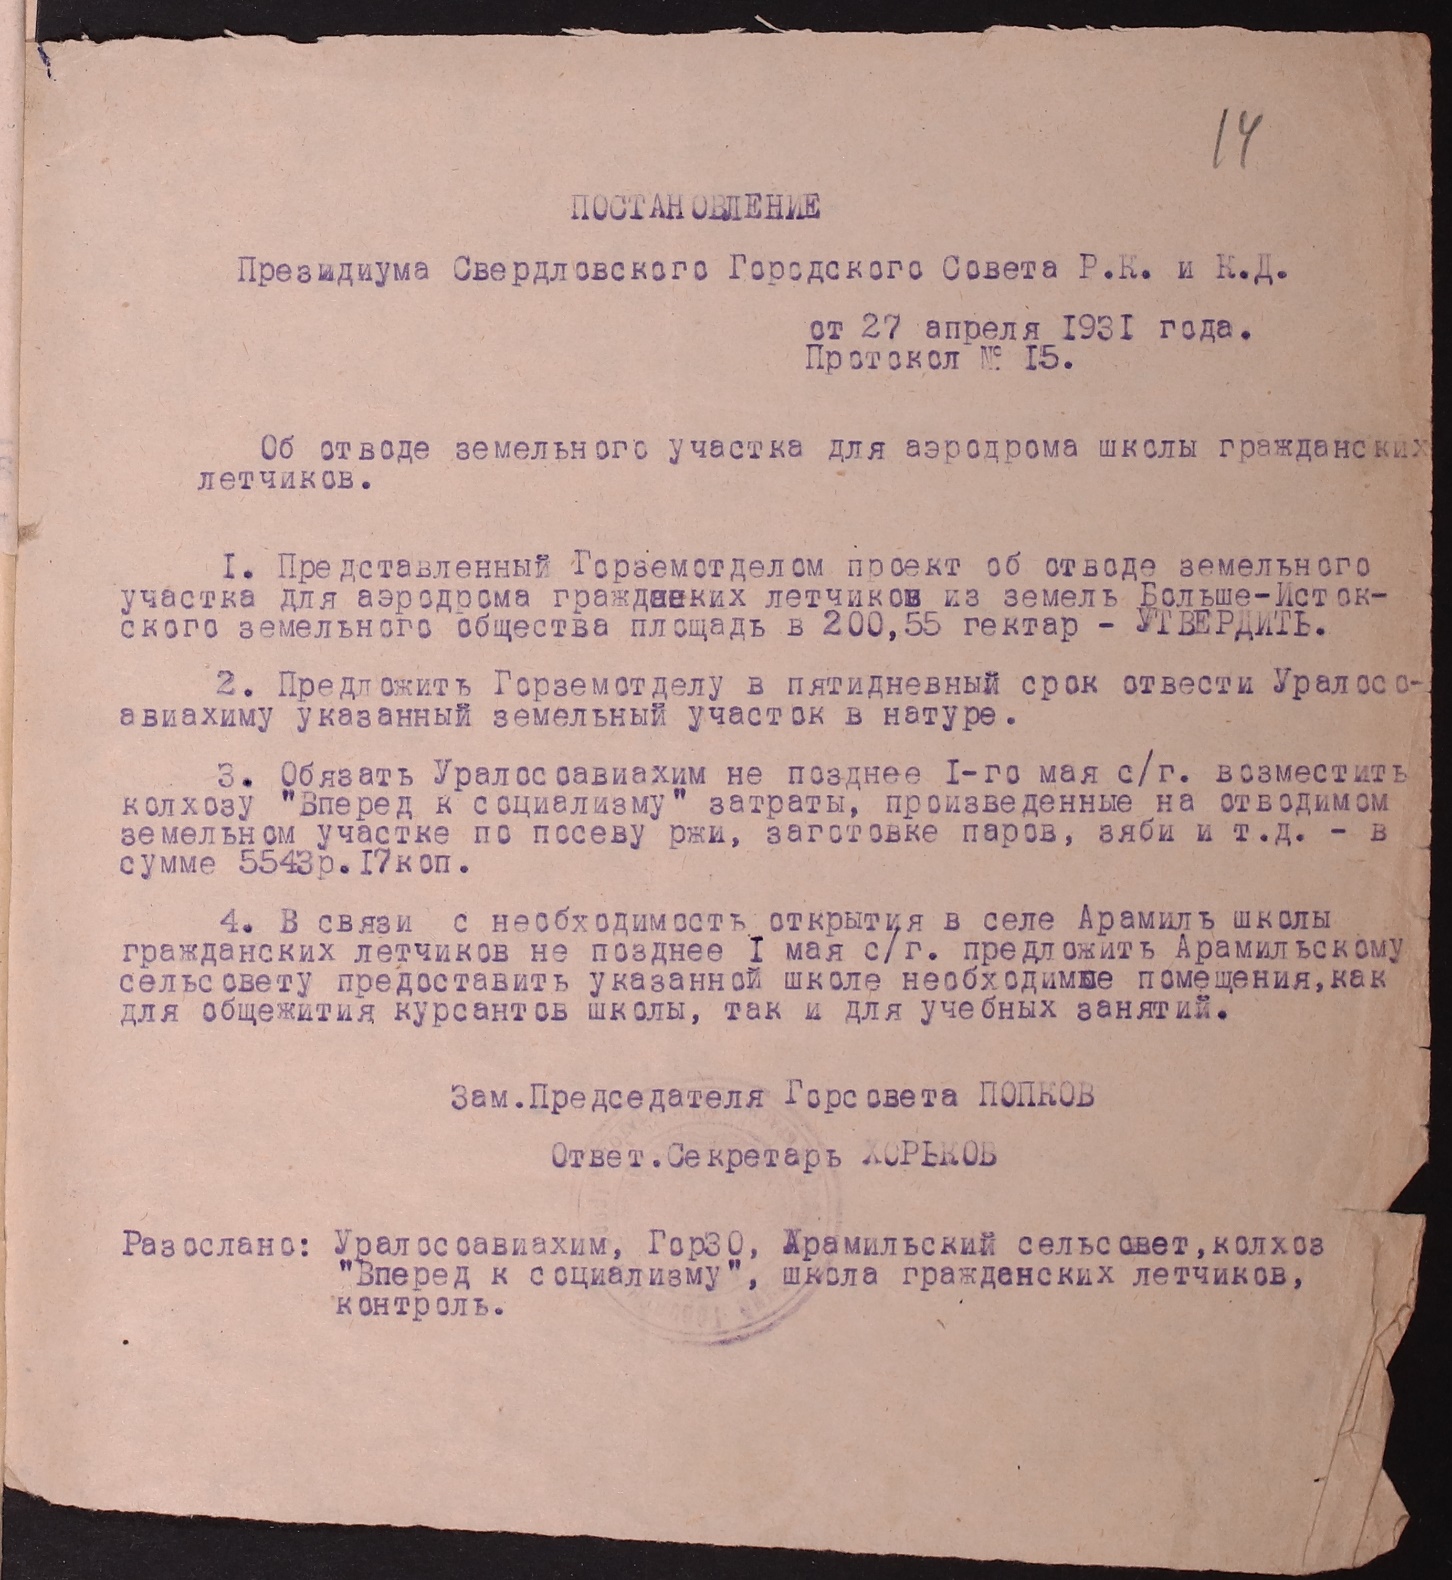 14
ПОСТАНОВЛЕНИЕ
Президиума Свердловского Городского Совета Р.К. и К.Д.
от 27 апреля 1931 года.
Протокол № 15.
Об отводе земельного участка для аэродрома школы гражданских
летчиков.
1. Представленный Горземотделом проект об отводе земельного
участка для аэродрома гражданских летчиков из земель Больше-Исток-
ского земельного общества площадь в 200,55 гектар - УТВЕРДИТЬ.
2. Предложить Горземотделу в пятидневный срок отвести Уралосо-
авиахиму указанный земельный участок в натуре.
3. Обязать Уралосоавиахим не позднее 1-го мая с/г. возместить
колхозу "Вперед к социализму" затраты, произведенные на отводимом
земельном участке по посеву ржи, заготовке паров, зяби и т.д. - в
сумме 5543р.17коп.
4. В связи с необходимость открытия в селе Арамиль школы
гражданских летчиков не позднее 1 мая с/г. предложить Арамильскому
сельсовету предоставить указанной школе необходимые помещения,как
для общежития курсантов школы, так и для учебных занятий.
Зам.Председателя Горсовета ПОПКОВ
Ответ.Секретарь ХОРЬКОВ
Разослано: Уралосоавиахим, ГорЗО, Арамильский сельсовет,колхоз
"Вперед к социализму", школа гражданских летчиков,
контроль.